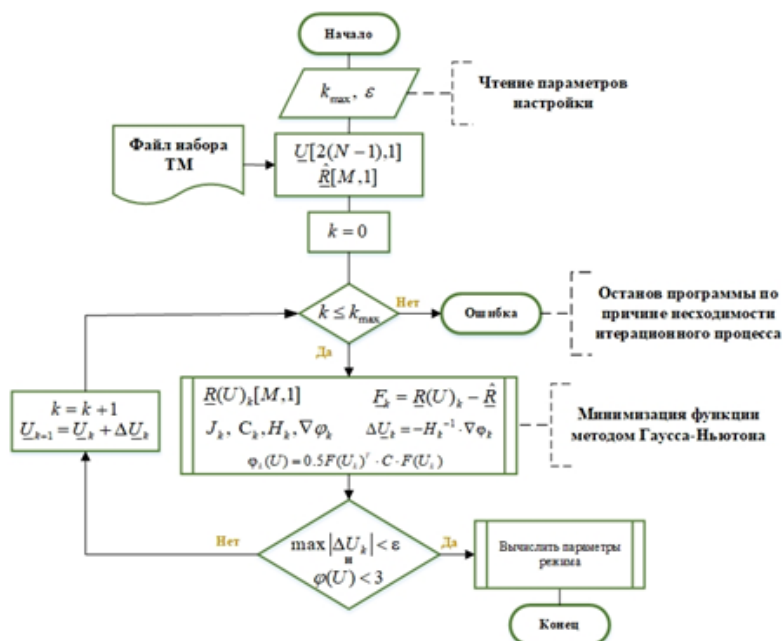 Начало
k_max, ε
Чтение параметров
настройки
Файл набора
ТМ
U[2(N−1),1]
R̂[M,1]
k = 0
k ≤ k_max
Нет
Ошибка
Останов программы по
причине несходимости
итерационного процесса
Да
k = k + 1
U_k=1 = U_k + ΔU_k
R(U)_k[M,1] F_k = R(U)_k − R̂
J_k, C_k, H_k, ∇φ_k ΔU_k = −H_k⁻¹ · ∇φ_k
φ_k(U) = 0.5F(U_k)ᵀ · C · F(U_k)
Минимизация функции
методом Гаусса-Ньютона
Нет
max|ΔU_k| < ε
и
φ(U) < 3
Да
Вычислить параметры
режима
Конец